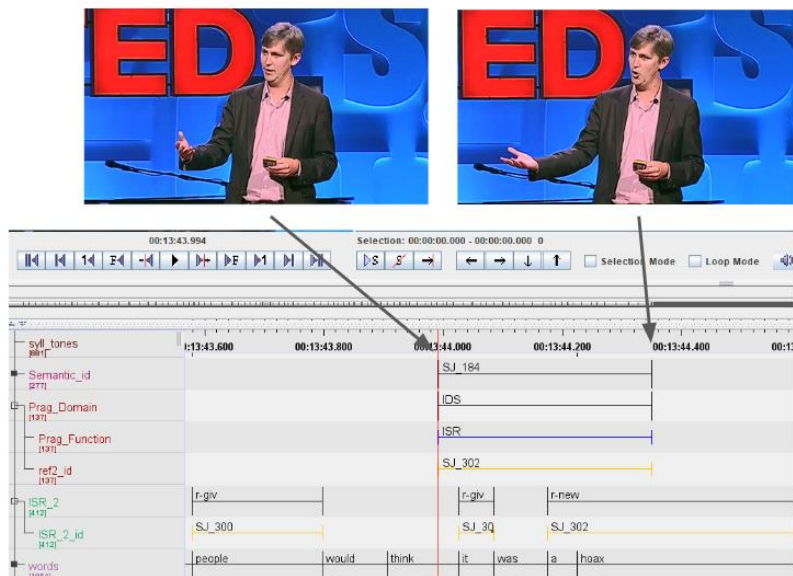 ED
ED
00:13:43.994 Selection: 00:00:00.000 - 00:00:00.000 0
1 F F 1 S S Selection Mode Loop Mode
syll_tones :13:43.600 00:13:43.800 00:13:44.000 00:13:44.200 00:13:44.400
[881]
Semantic_id SJ_184
[277]
Prag_Domain IDS
[137]
Prag_Function ISR
[137]
ref2_id SJ_302
[137]
ISR_2 r-giv r-giv r-new
[412]
ISR_2_id SJ_300 SJ_30 SJ_302
[412]
words people would think it was a hoax